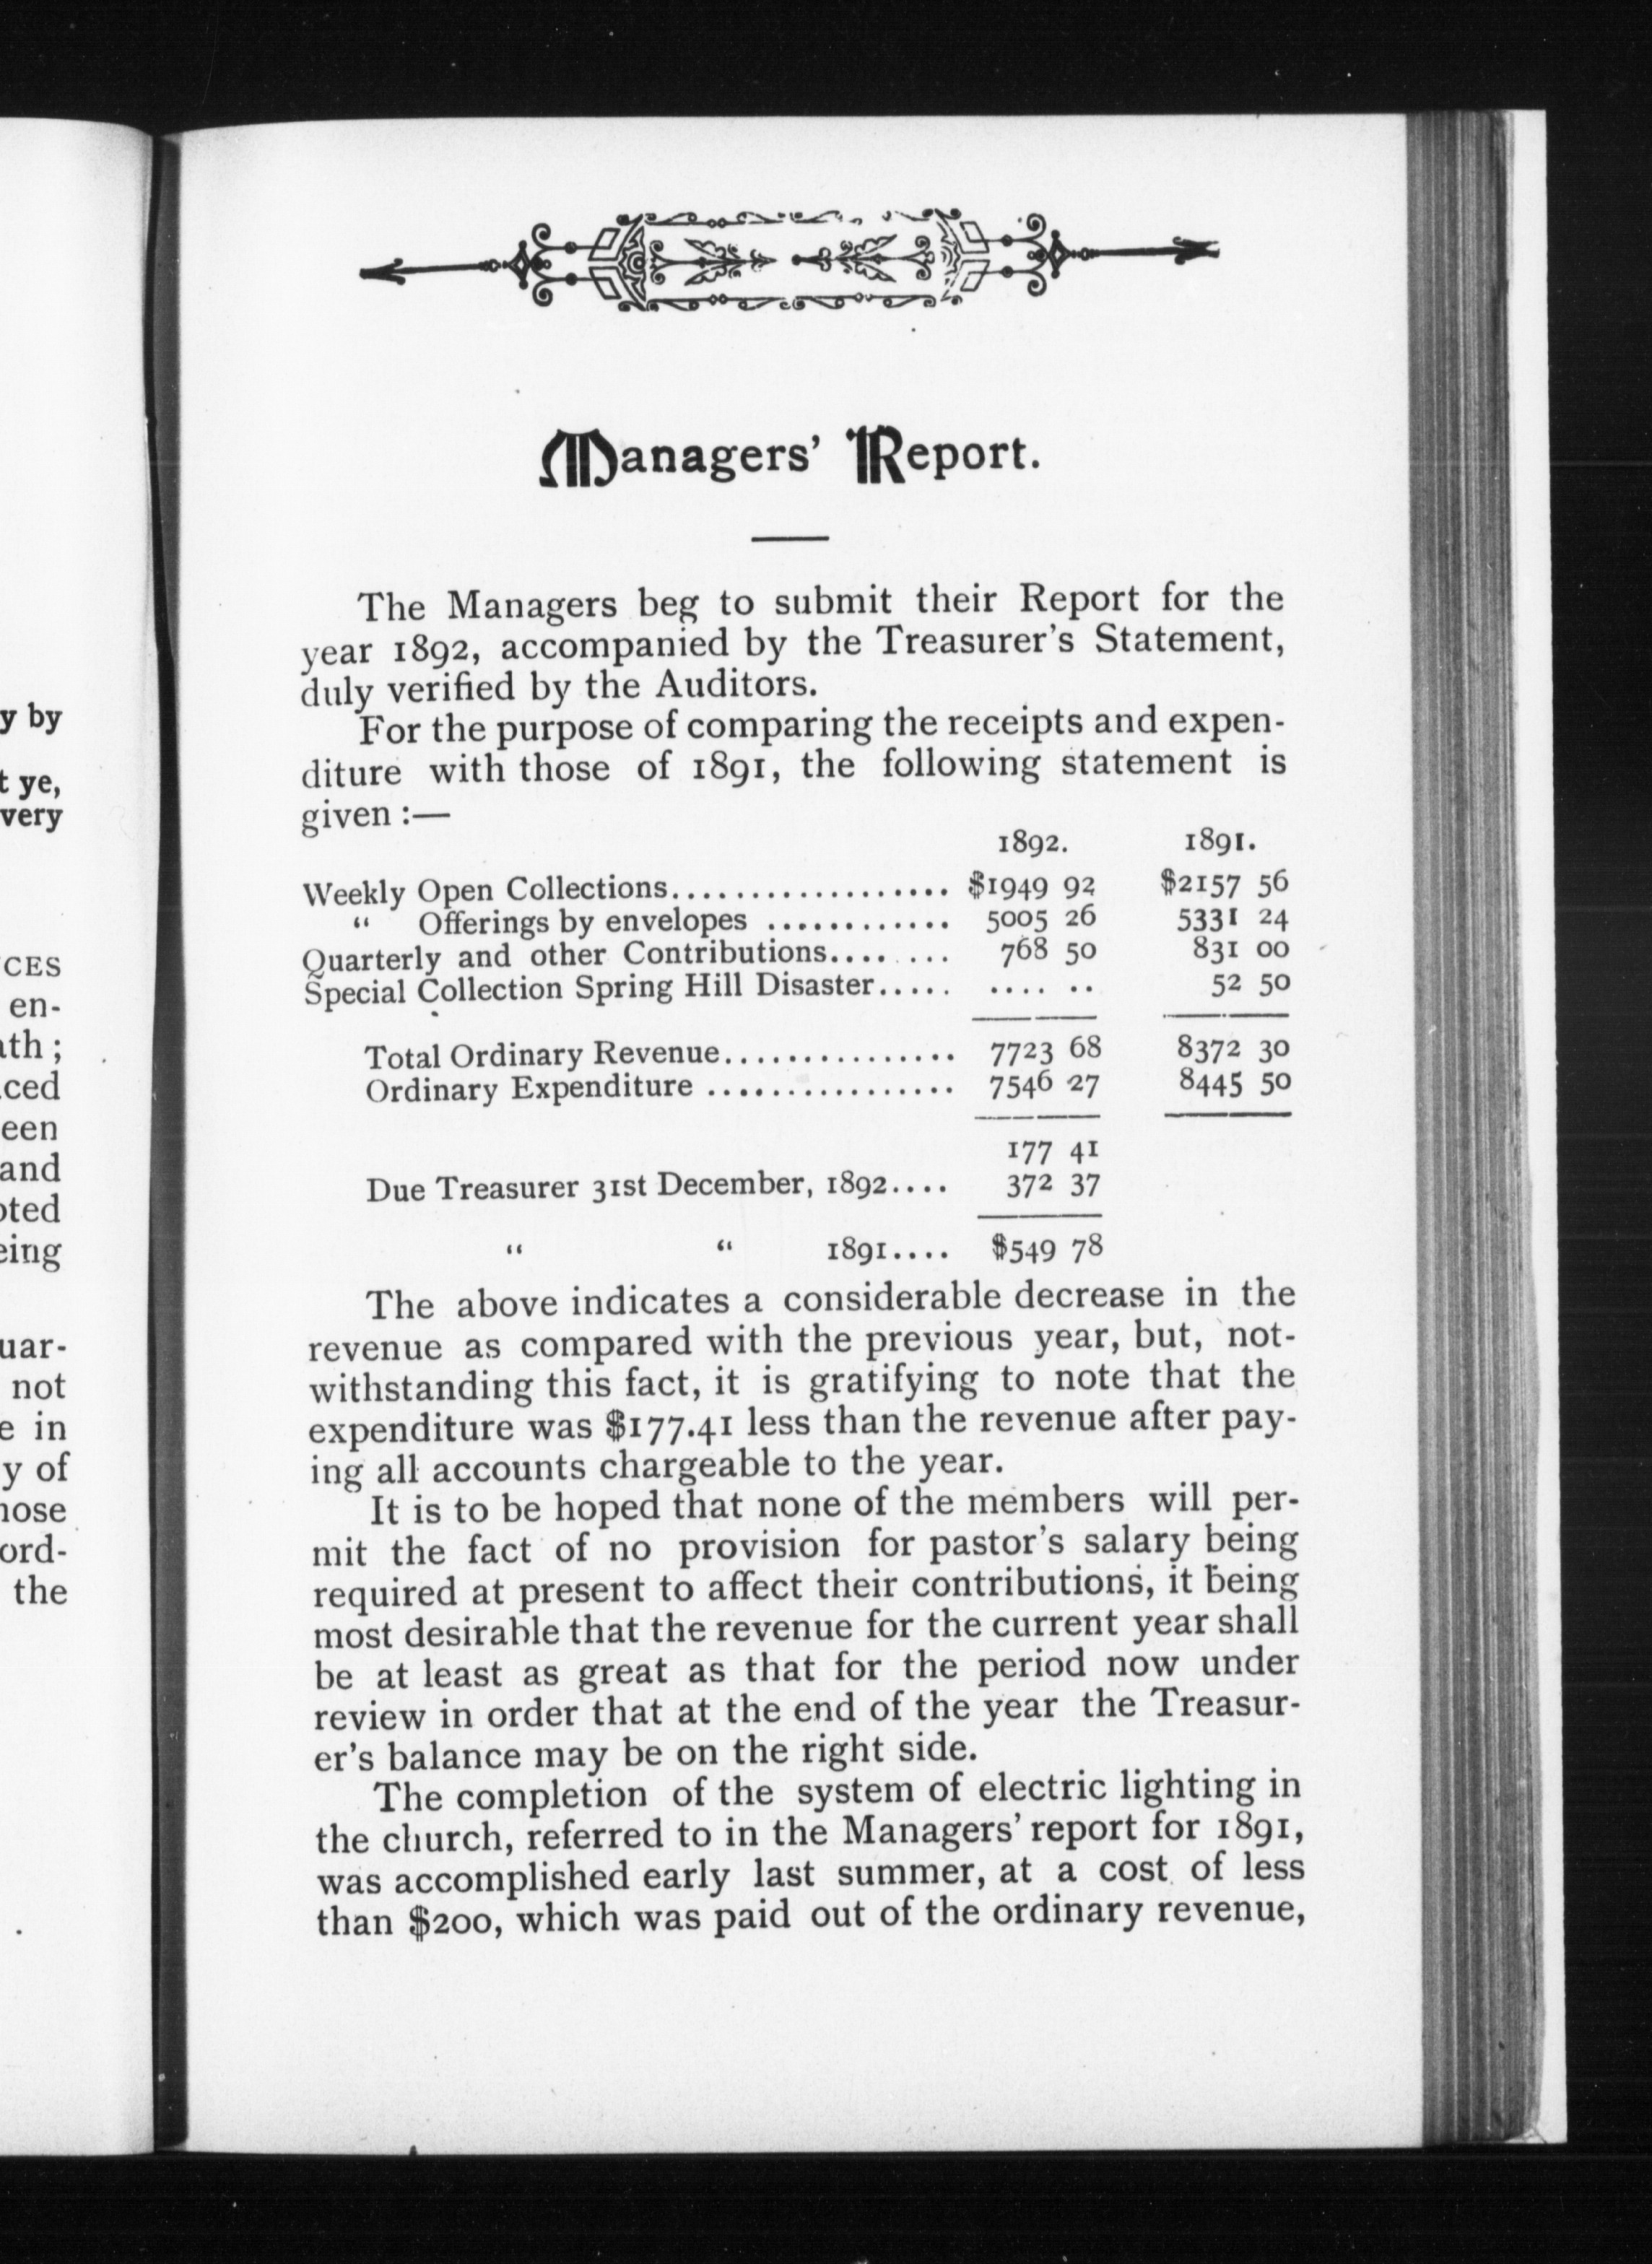 y by
t ye,
very
CES
en-
ath ;
ced
een
and
oted
eing
uar-
not
e in
y of
hose
ord-
the
Managers' Report.
The Managers beg to submit their Report for the
year 1892, accompanied by the Treasurer's Statement,
duly verified by the Auditors.
For the purpose of comparing the receipts and expen-
diture with those of 1891, the following statement is
given :—
1892. 1891.
Weekly Open Collections.................. $1949 92 $2157 56
“ Offerings by envelopes ............ 5005 26 5331 24
Quarterly and other Contributions........ 768 50 831 00
Special Collection Spring Hill Disaster..... .... .. 52 50
Total Ordinary Revenue............... 7723 68 8372 30
Ordinary Expenditure ................ 7546 27 8445 50
177 41
Due Treasurer 31st December, 1892.... 372 37
“ “ 1891.... $549 78
The above indicates a considerable decrease in the
revenue as compared with the previous year, but, not-
withstanding this fact, it is gratifying to note that the
expenditure was $177.41 less than the revenue after pay-
ing all accounts chargeable to the year.
It is to be hoped that none of the members will per-
mit the fact of no provision for pastor's salary being
required at present to affect their contributions, it being
most desirable that the revenue for the current year shall
be at least as great as that for the period now under
review in order that at the end of the year the Treasur-
er's balance may be on the right side.
The completion of the system of electric lighting in
the church, referred to in the Managers' report for 1891,
was accomplished early last summer, at a cost of less
than $200, which was paid out of the ordinary revenue,